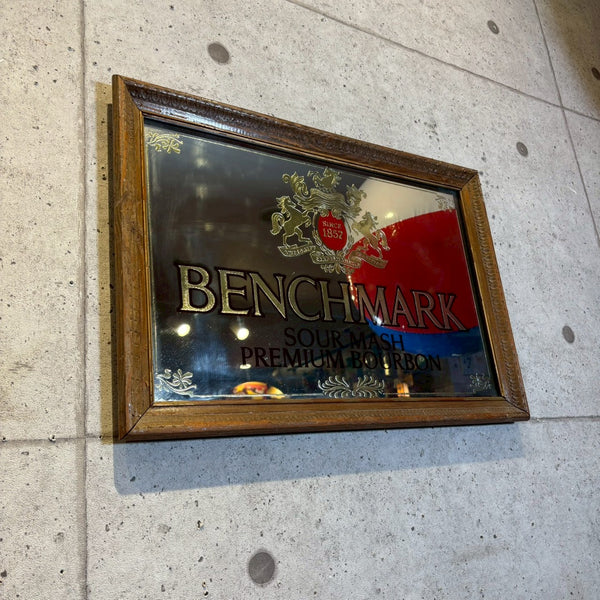 SINCE
1857
BENCHMARK
SOUR MASH
PREMIUM BOURBON